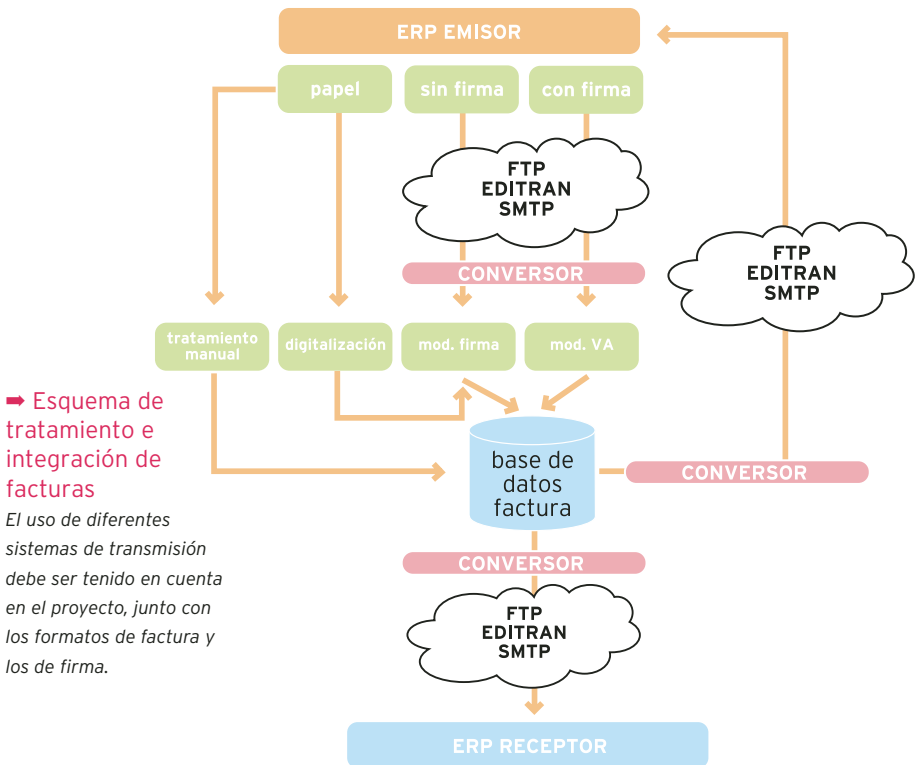 ERP EMISOR
papel
sin firma
con firma
FTP
EDITRAN
SMTP
CONVERSOR
FTP
EDITRAN
SMTP
tratamiento
manual
digitalización
mod. firma
mod. VA
➡ Esquema de
tratamiento e
integración de
facturas
El uso de diferentes
sistemas de transmisión
debe ser tenido en cuenta
en el proyecto, junto con
los formatos de factura y
los de firma.
base de
datos
factura
CONVERSOR
CONVERSOR
FTP
EDITRAN
SMTP
ERP RECEPTOR